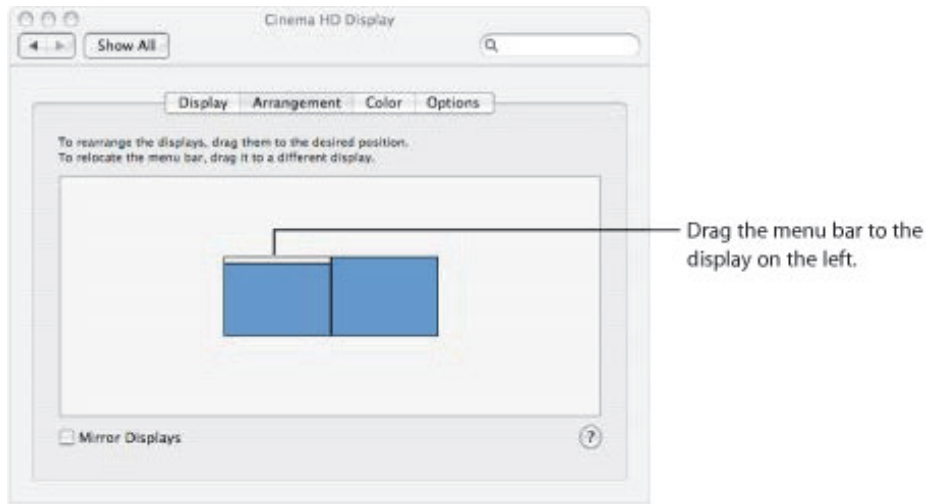 Cinema HD Display
Show All
Display Arrangement Color Options
To rearrange the displays, drag them to the desired position.
To relocate the menu bar, drag it to a different display.
Drag the menu bar to the
display on the left.
Mirror Displays
?